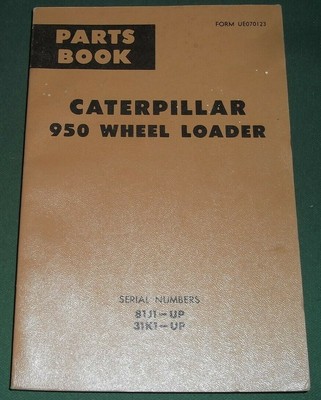 FORM UE070123
PARTS
BOOK
CATERPILLAR
950 WHEEL LOADER
SERIAL NUMBERS
81J1-UP
31K1-UP